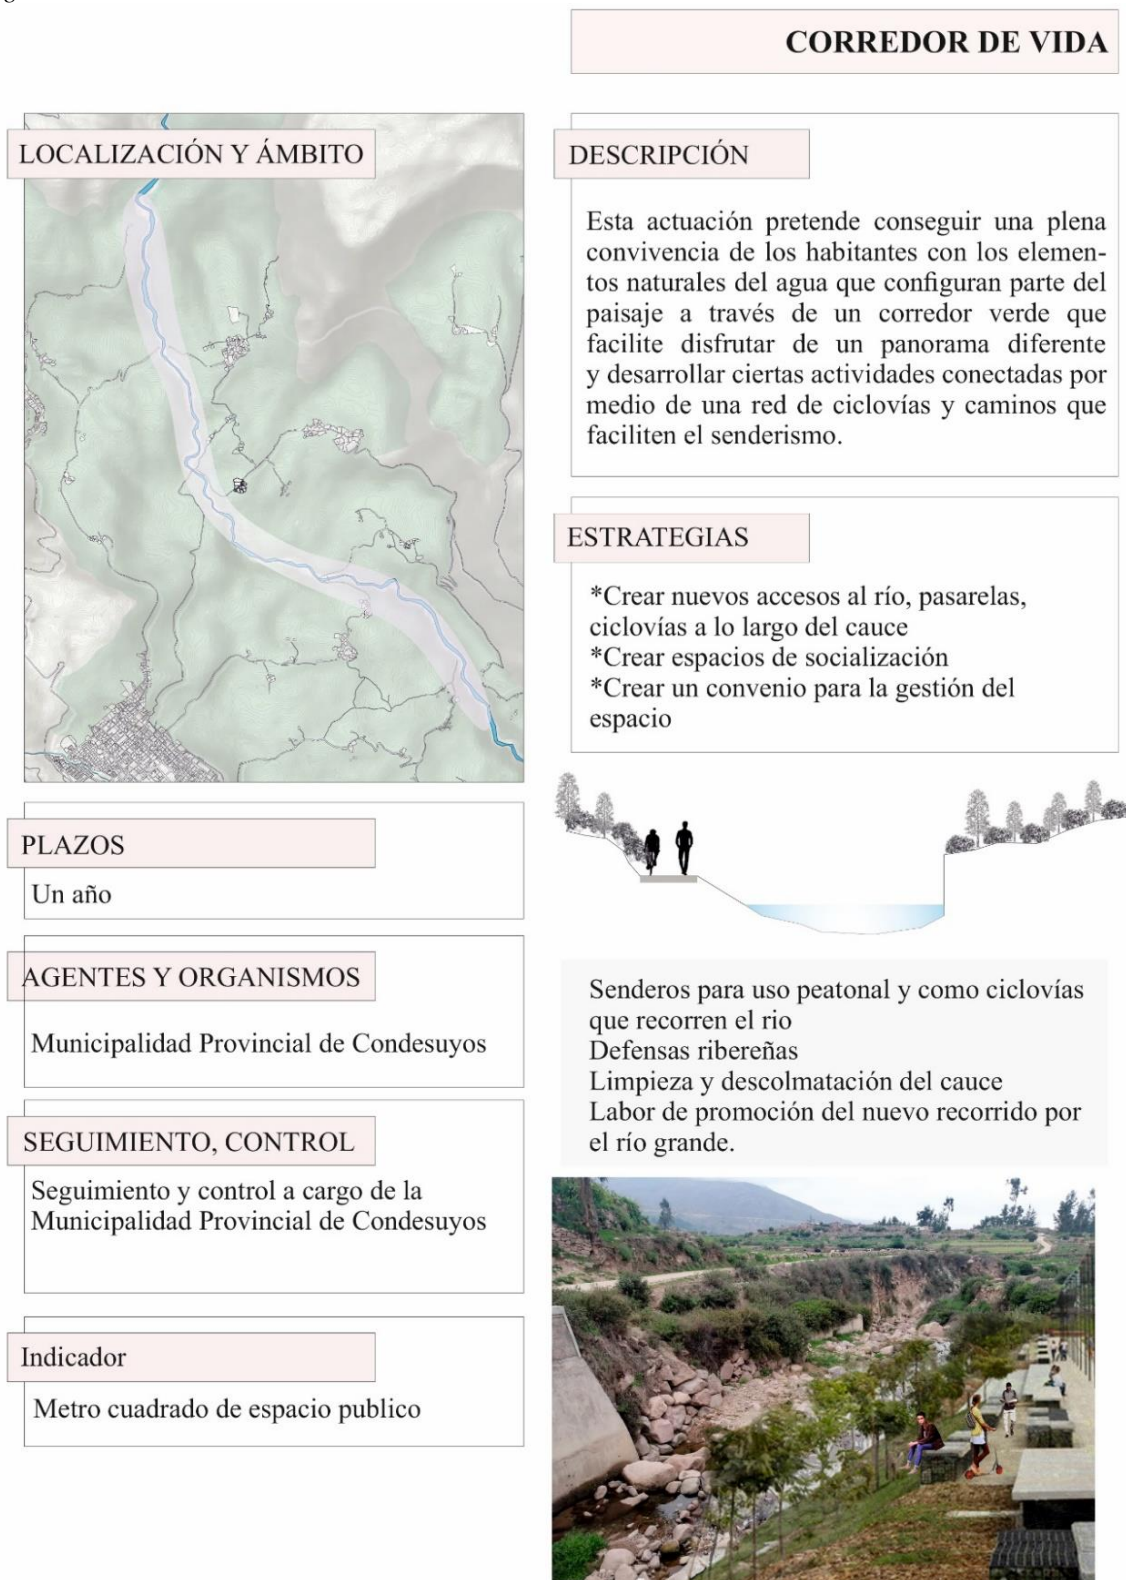 CORREDOR DE VIDA
LOCALIZACIÓN Y ÁMBITO
DESCRIPCIÓN
Esta actuación pretende conseguir una plena
convivencia de los habitantes con los elemen-
tos naturales del agua que configuran parte del
paisaje a través de un corredor verde que
facilite disfrutar de un panorama diferente
y desarrollar ciertas actividades conectadas por
medio de una red de ciclovías y caminos que
faciliten el senderismo.
ESTRATEGIAS
*Crear nuevos accesos al río, pasarelas,
ciclovías a lo largo del cauce
*Crear espacios de socialización
*Crear un convenio para la gestión del
espacio
PLAZOS
Un año
AGENTES Y ORGANISMOS
Municipalidad Provincial de Condesuyos
SEGUIMIENTO, CONTROL
Seguimiento y control a cargo de la
Municipalidad Provincial de Condesuyos
Indicador
Metro cuadrado de espacio publico
Senderos para uso peatonal y como ciclovías
que recorren el rio
Defensas ribereñas
Limpieza y descolmatación del cauce
Labor de promoción del nuevo recorrido por
el río grande.